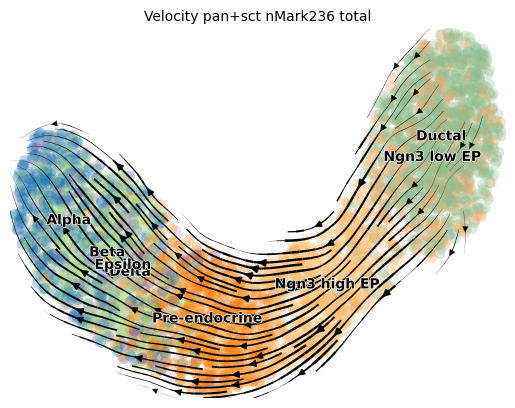 Velocity pan+sct nMark236 total
Ductal
Ngn3 low EP
Alpha
Beta
Epsilon
Delta
Ngn3 high EP
Pre-endocrine